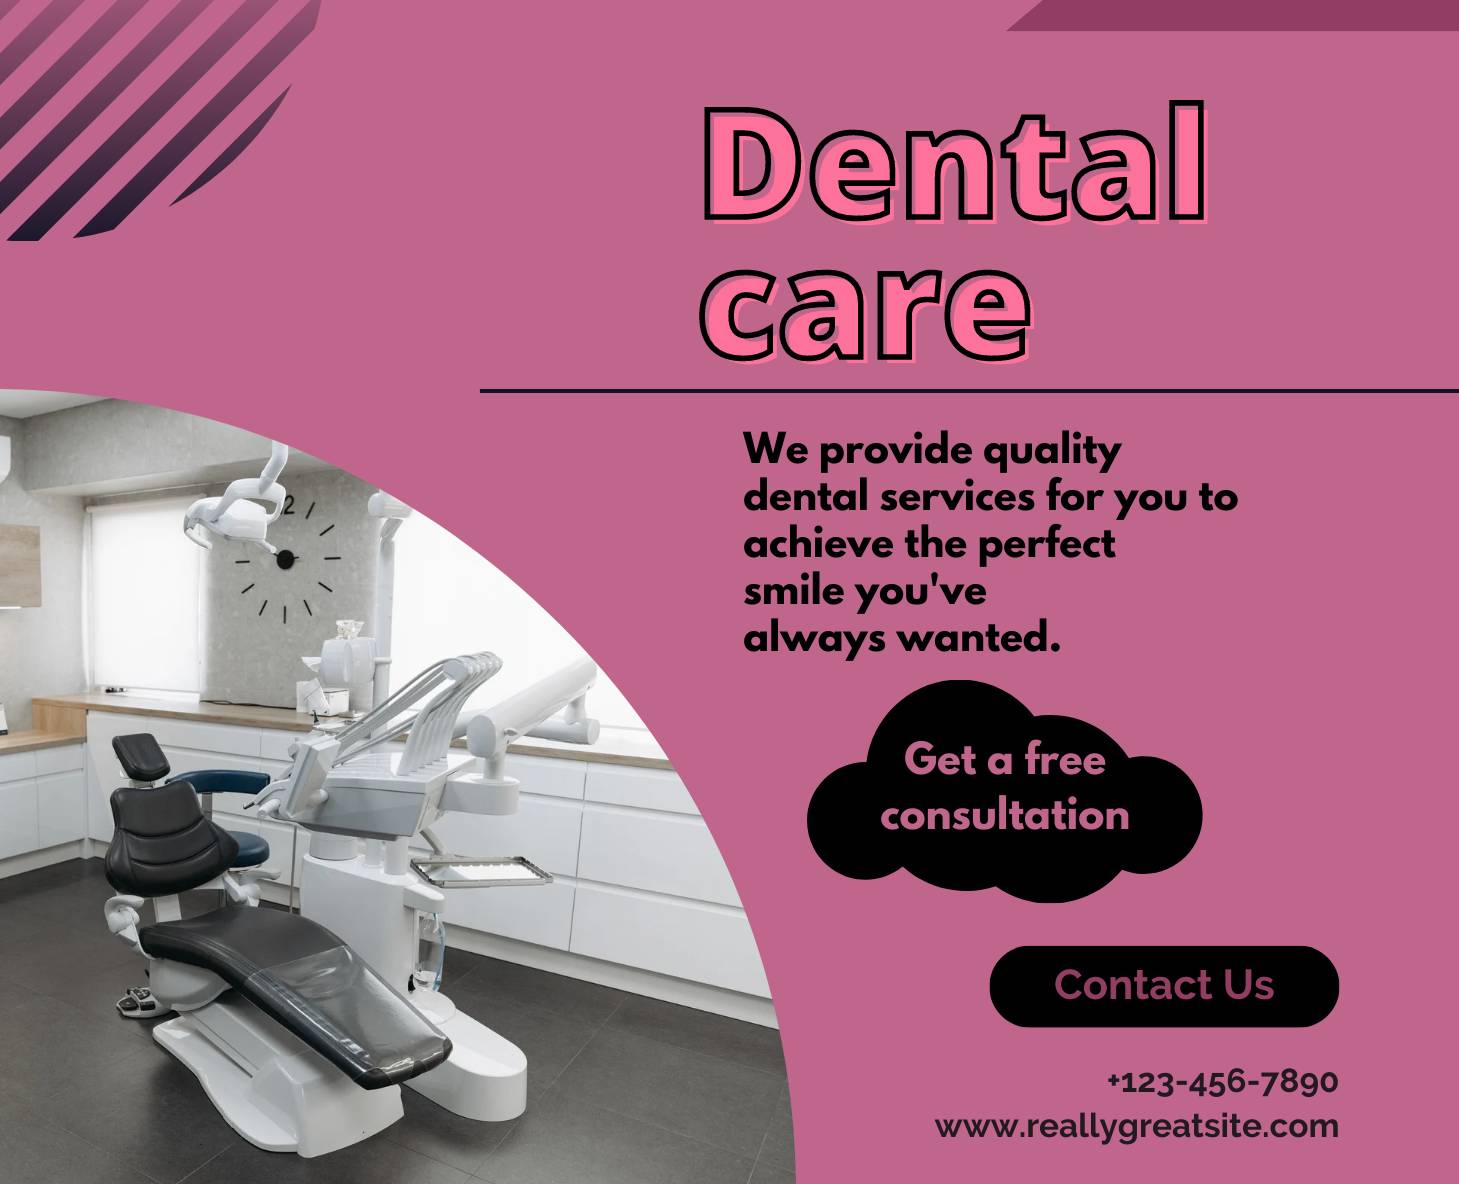 Dental
care
We provide quality
dental services for you to
achieve the perfect
smile you've
always wanted.
Get a free
consultation
Contact Us
+123-456-7890
www.reallygreatsite.com